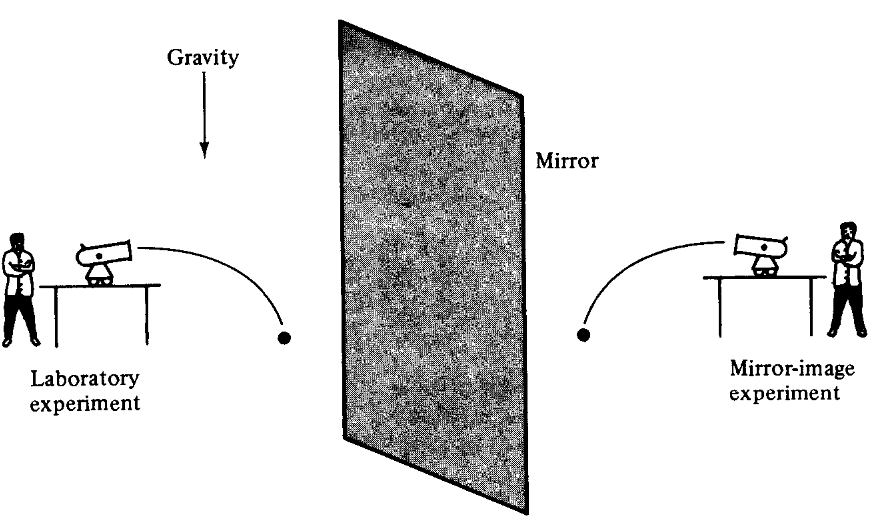 Gravity
Mirror
Laboratory
experiment
Mirror-image
experiment